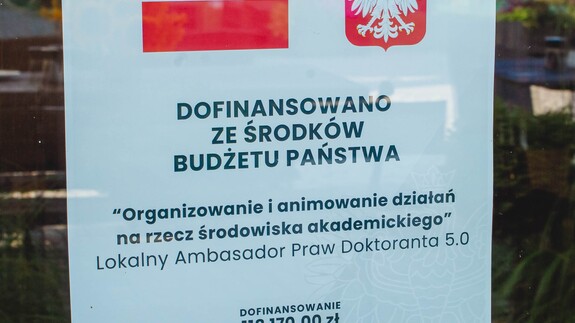 DOFINANSOWANO
ZE ŚRODKÓW
BUDŻETU PAŃSTWA
“Organizowanie i animowanie działań
na rzecz środowiska akademickiego”
Lokalny Ambasador Praw Doktoranta 5.0
DOFINANSOWANIE
zł